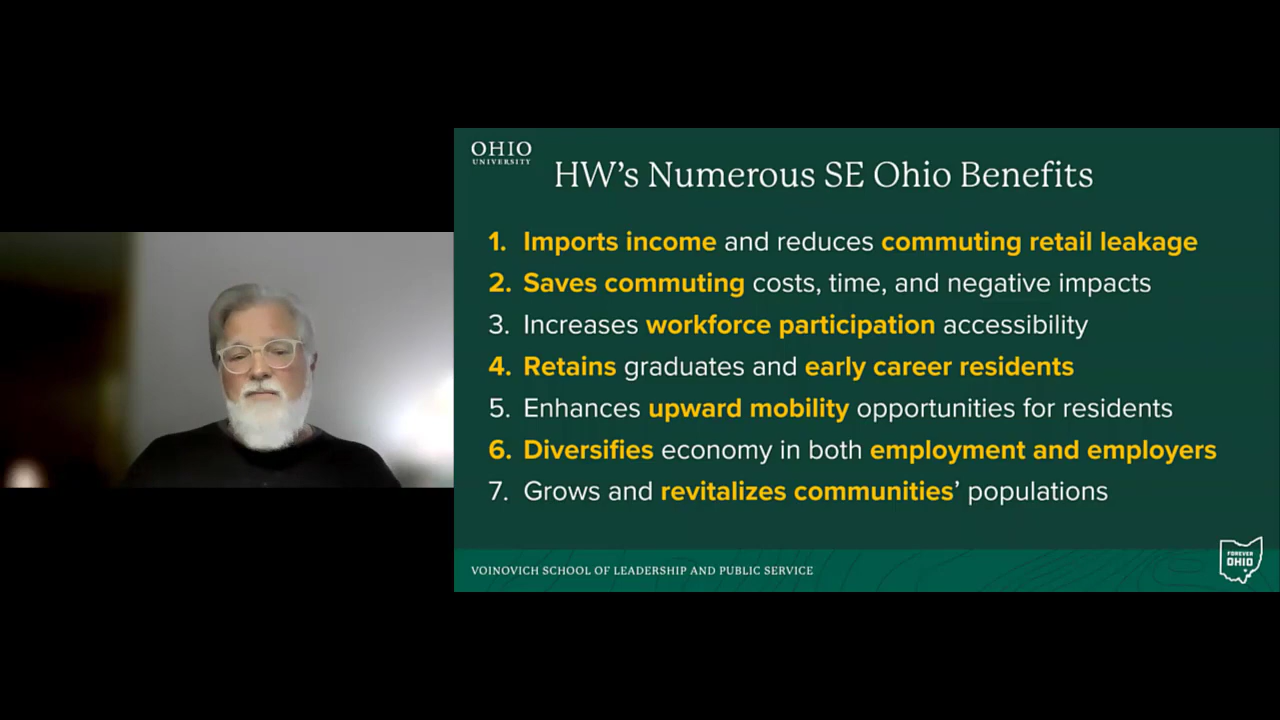 OHIO
UNIVERSITY
HW’s Numerous SE Ohio Benefits
1. Imports income and reduces commuting retail leakage
2. Saves commuting costs, time, and negative impacts
3. Increases workforce participation accessibility
4. Retains graduates and early career residents
5. Enhances upward mobility opportunities for residents
6. Diversifies economy in both employment and employers
7. Grows and revitalizes communities’ populations
VOINOVICH SCHOOL OF LEADERSHIP AND PUBLIC SERVICE
FOREVER
OHIO